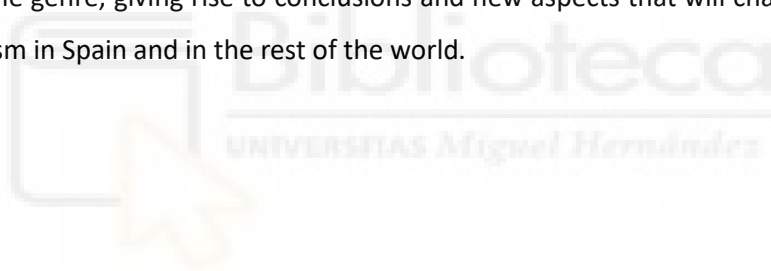 e genre, giving rise to conclusions and new aspects that will cha
sm in Spain and in the rest of the world.
Biblioteca
UNIVERSITAS Miguel Hernández